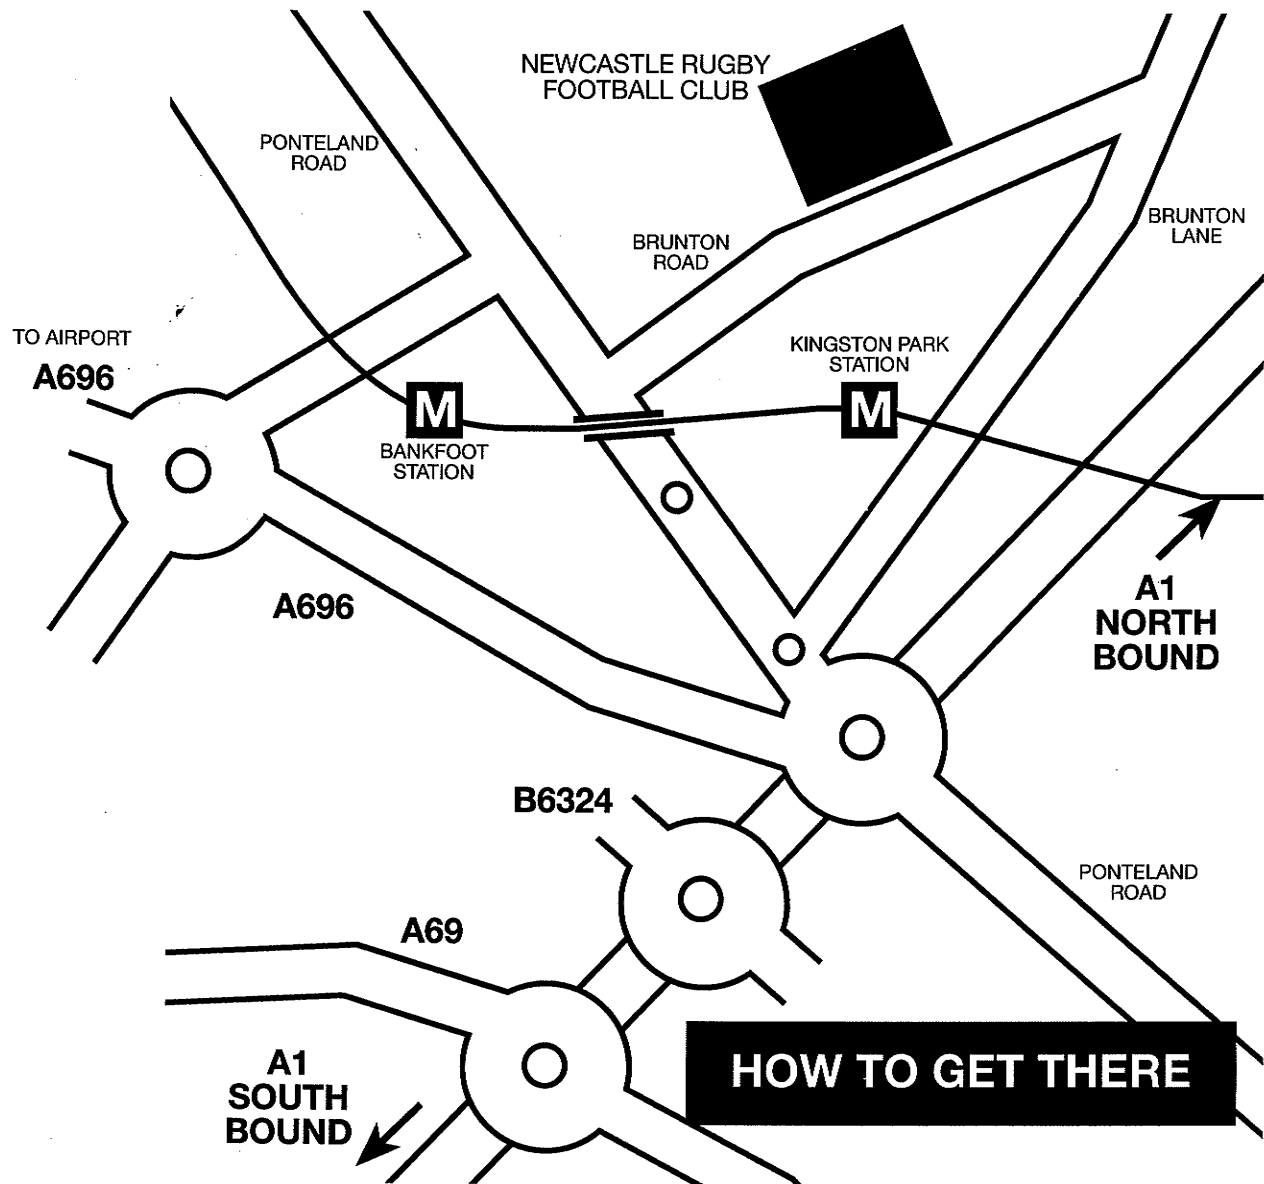 NEWCASTLE RUGBY
FOOTBALL CLUB
PONTELAND
ROAD
BRUNTON
LANE
BRUNTON
ROAD
TO AIRPORT
A696
KINGSTON PARK
STATION
M
M
BANKFOOT
STATION
A696
A1
NORTH
BOUND
B6324
PONTELAND
ROAD
A69
A1
SOUTH
BOUND
HOW TO GET THERE